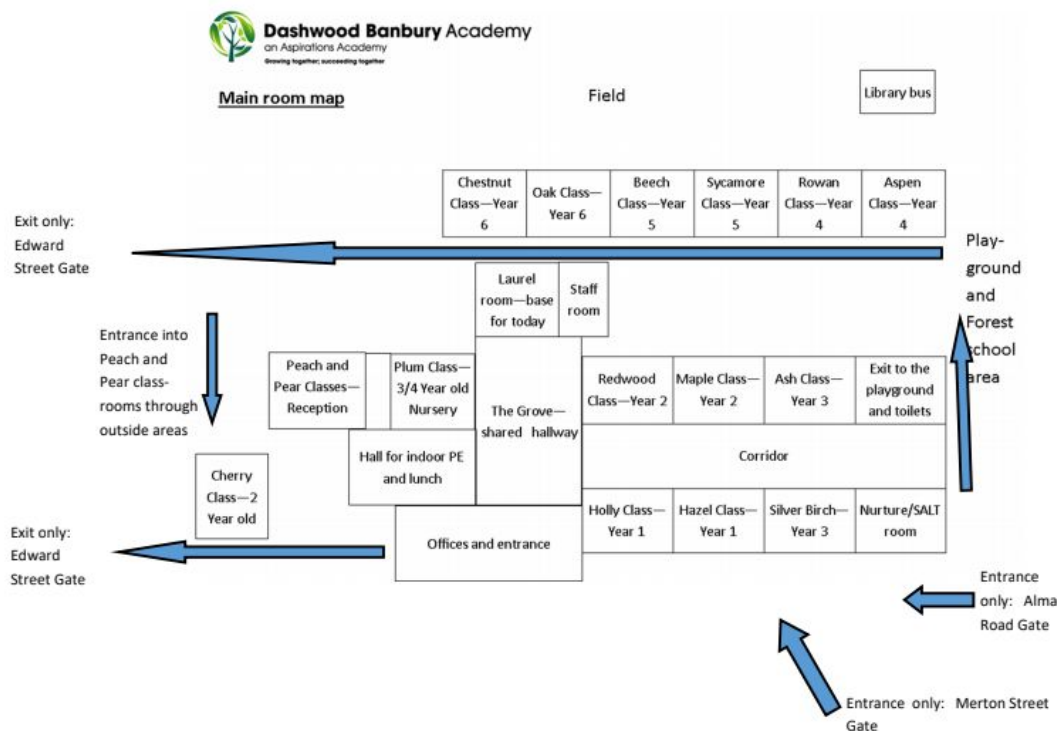 Dashwood Banbury Academy
an Aspirations Academy
Growing together; succeeding together
Main room map
Field
Library bus
Chestnut
Class—Year
6
Oak Class—
Year 6
Beech
Class—Year
5
Sycamore
Class—Year
5
Rowan
Class—Year
4
Aspen
Class—Year
4
Exit only:
Edward
Street Gate
Play-
ground
and
Forest
school
area
Laurel
room—base
for today
Staff
room
Entrance into
Peach and
Pear class-
rooms through
outside areas
Peach and
Pear Classes—
Reception
Plum Class—
3/4 Year old
Nursery
The Grove—
shared hallway
Redwood
Class—Year 2
Maple Class—
Year 2
Ash Class—
Year 3
Exit to the
playground
and toilets
Hall for indoor PE
and lunch
Corridor
Cherry
Class—2
Year old
Holly Class—
Year 1
Hazel Class—
Year 1
Silver Birch—
Year 3
Nurture/SALT
room
Exit only:
Edward
Street Gate
Offices and entrance
Entrance
only: Alma
Road Gate
Entrance only: Merton Street
Gate